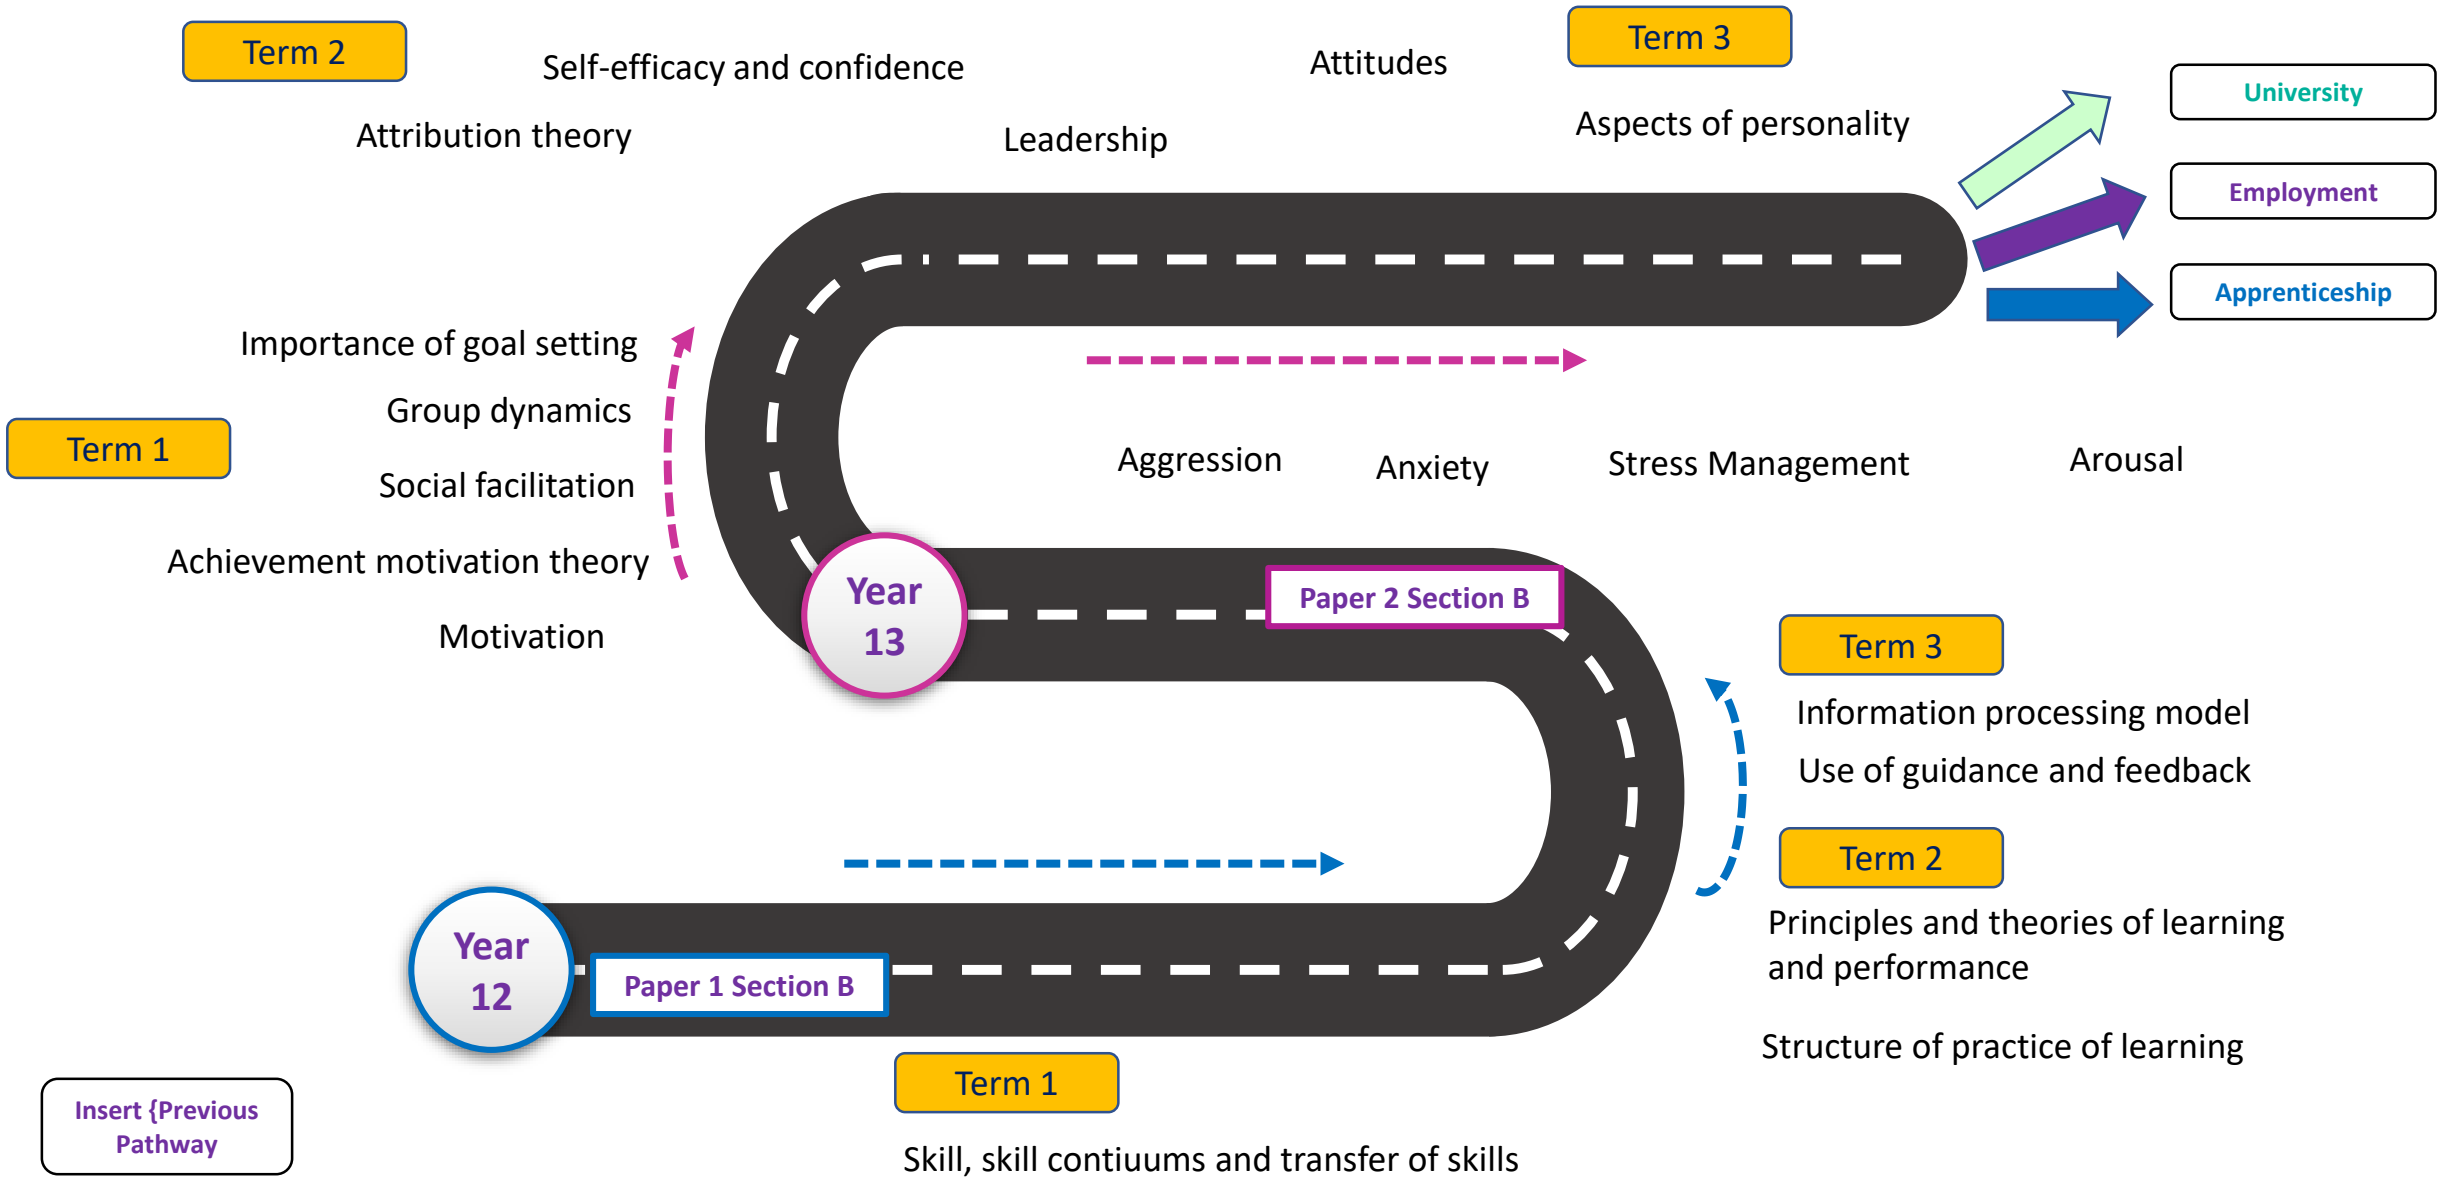 Term 2
Self-efficacy and confidence
Attitudes
Term 3
University
Attribution theory
Leadership
Aspects of personality
Employment
Apprenticeship
Importance of goal setting
Group dynamics
Term 1
Social facilitation
Aggression
Anxiety
Stress Management
Arousal
Achievement motivation theory
Motivation
Year
13
Paper 2 Section B
Term 3
Information processing model
Use of guidance and feedback
Term 2
Principles and theories of learning
and performance
Structure of practice of learning
Year
12
Paper 1 Section B
Term 1
Skill, skill contiuums and transfer of skills
Insert {Previous
Pathway